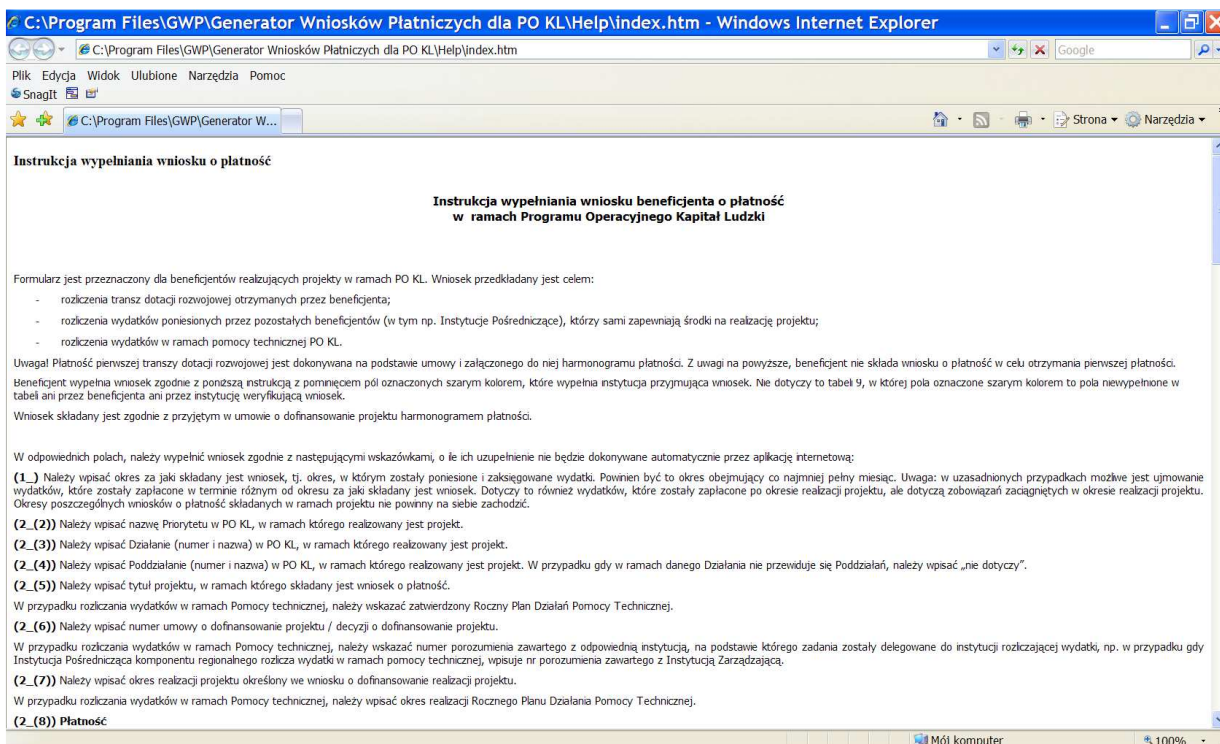 C:\Program Files\GWP\Generator Wniosków Płatniczych dla PO KL\Help\index.htm - Windows Internet Explorer
C:\Program Files\GWP\Generator Wniosków Płatniczych dla PO KL\Help\index.htm
Google
Plik Edycja Widok Ulubione Narzędzia Pomoc
SnagIt
C:\Program Files\GWP\Generator W...
Strona
Narzędzia
Instrukcja wypełniania wniosku o płatność
Instrukcja wypełniania wniosku beneficjenta o płatność
w ramach Programu Operacyjnego Kapitał Ludzki
Formularz jest przeznaczony dla beneficjentów realizujących projekty w ramach PO KL. Wniosek przedkładany jest celem:
- rozliczenia transz dotacji rozwojowej otrzymanych przez beneficjenta;
- rozliczenia wydatków poniesionych przez pozostałych beneficjentów (w tym np. Instytucje Pośredniczące), którzy sami zapewniają środki na realizację projektu;
- rozliczenia wydatków w ramach pomocy technicznej PO KL.
Uwaga! Płatność pierwszej transzy dotacji rozwojowej jest dokonywana na podstawie umowy i załączonego do niej harmonogramu płatności. Z uwagi na powyższe, beneficjent nie składa wniosku o płatność w celu otrzymania pierwszej płatności.
Beneficjent wypełnia wniosek zgodnie z poniższą instrukcją z pominięciem pól oznaczonych szarym kolorem, które wypełnia instytucja przyjmująca wniosek. Nie dotyczy to tabeli 9, w której pola oznaczone szarym kolorem to pola niewypełnione w
tabeli ani przez beneficjenta ani przez instytucję weryfikującą wniosek.
Wniosek składany jest zgodnie z przyjętym w umowie o dofinansowanie projektu harmonogramem płatności.
W odpowiednich polach, należy wypełnić wniosek zgodnie z następującymi wskazówkami, o ile ich uzupełnienie nie będzie dokonywane automatycznie przez aplikację internetową:
(1_) Należy wpisać okres za jaki składany jest wniosek, tj. okres, w którym zostały poniesione i zaksięgowane wydatki. Powinien być to okres obejmujący co najmniej pełny miesiąc. Uwaga: w uzasadnionych przypadkach możliwe jest ujmowanie
wydatków, które zostały zapłacone w terminie różnym od okresu za jaki składany jest wniosek. Dotyczy to również wydatków, które zostały zapłacone po okresie realizacji projektu, ale dotyczą zobowiązań zaciągniętych w okresie realizacji projektu.
Okresy poszczególnych wniosków o płatność składanych w ramach projektu nie powinny na siebie zachodzić.
(2_(2)) Należy wpisać nazwę Priorytetu w PO KL, w ramach którego realizowany jest projekt.
(2_(3)) Należy wpisać Działanie (numer i nazwa) w PO KL, w ramach którego realizowany jest projekt.
(2_(4)) Należy wpisać Poddziałanie (numer i nazwa) w PO KL, w ramach którego realizowany jest projekt. W przypadku gdy w ramach danego Działania nie przewiduje się Poddziałań, należy wpisać „nie dotyczy”.
(2_(5)) Należy wpisać tytuł projektu, w ramach którego składany jest wniosek o płatność.
W przypadku rozliczania wydatków w ramach Pomocy technicznej, należy wskazać zatwierdzony Roczny Plan Działań Pomocy Technicznej.
(2_(6)) Należy wpisać numer umowy o dofinansowanie projektu / decyzji o dofinansowanie projektu.
W przypadku rozliczania wydatków w ramach Pomocy technicznej, należy wskazać numer porozumienia zawartego z odpowiednią instytucją, na podstawie którego zadania zostały delegowane do instytucji rozliczającej wydatki, np. w przypadku gdy
Instytucja Pośrednicząca komponentu regionalnego rozlicza wydatki w ramach pomocy technicznej, wpisuje nr porozumienia zawartego z Instytucją Zarządzającą.
(2_(7)) Należy wpisać okres realizacji projektu określony we wniosku o dofinansowanie realizacji projektu.
W przypadku rozliczania wydatków w ramach Pomocy technicznej, należy wpisać okres realizacji Rocznego Planu Działania Pomocy Technicznej.
(2_(8)) Płatność
Mój komputer
100%